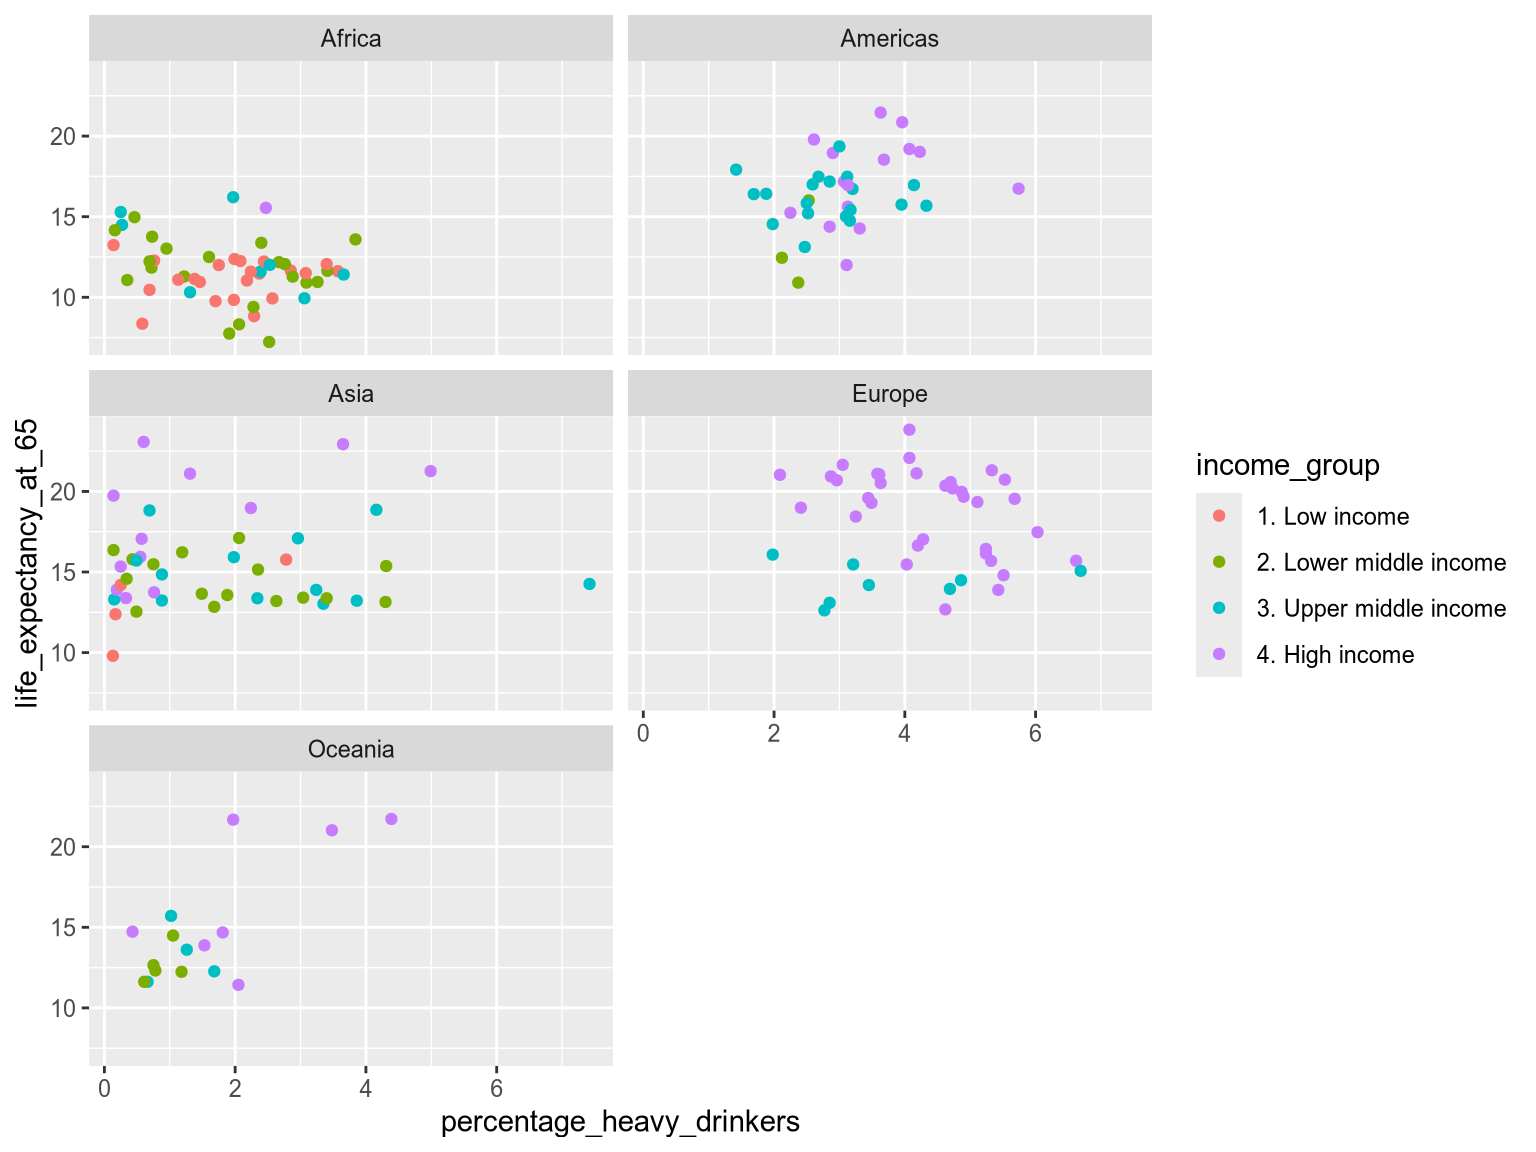 Africa
Americas
20
15
10
Asia
Europe
20
15
10
0 2 4 6
Oceania
20
15
10
0 2 4 6
percentage_heavy_drinkers
life_expectancy_at_65
income_group
1. Low income
2. Lower middle income
3. Upper middle income
4. High income